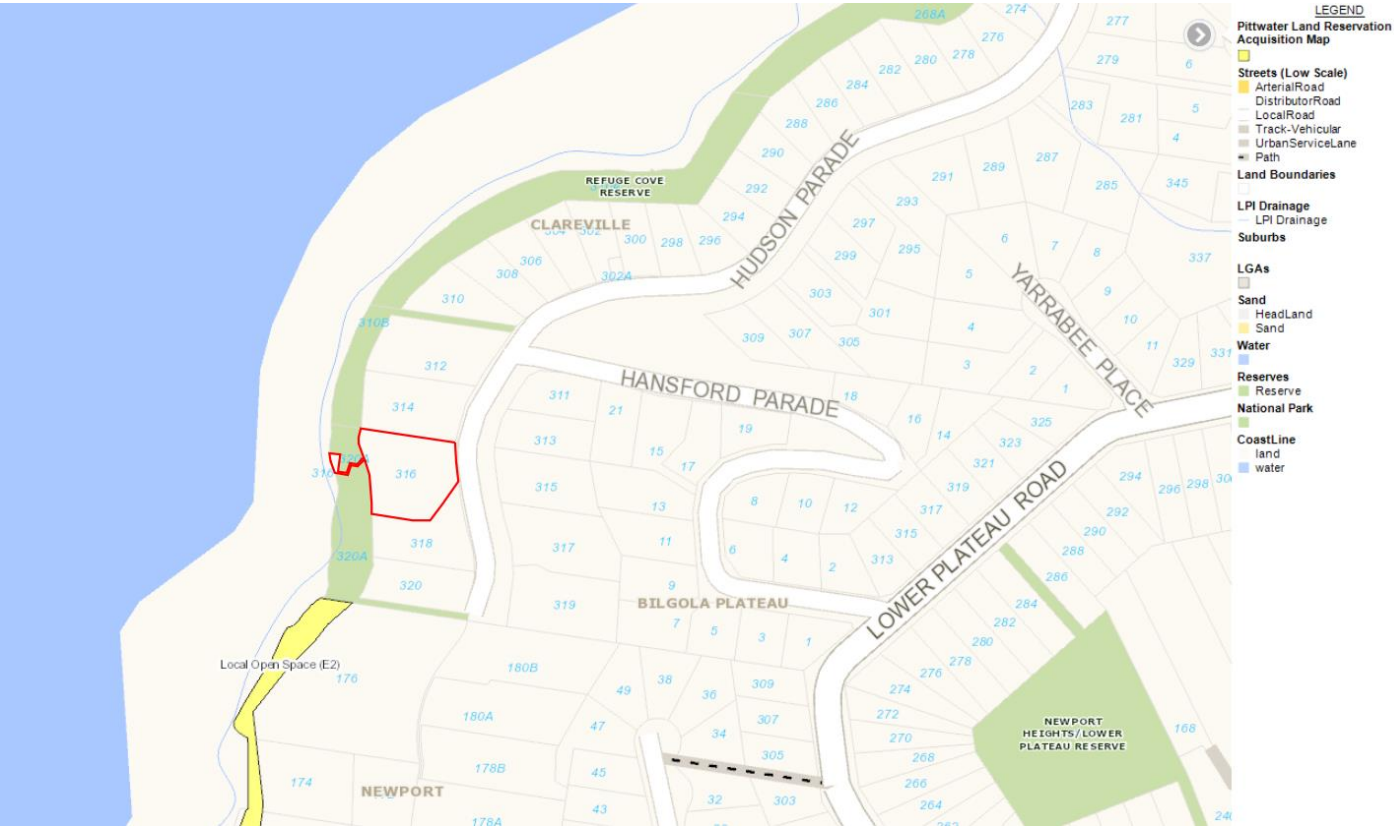 LEGEND
Pittwater Land Reservation
Acquisition Map
Streets (Low Scale)
ArterialRoad
DistributorRoad
LocalRoad
Track-Vehicular
UrbanServiceLane
Path
Land Boundaries
LPI Drainage
LPI Drainage
Suburbs
LGAs
Sand
HeadLand
Sand
Water
Reserves
Reserve
National Park
CoastLine
land
water
268A
274
277
276
278
280
282
284
286
288
290
292
294
279
6
283
281
5
4
REFUGE COVE
RESERVE
CLAREVILLE
304
302
300
298
296
306
308
302A
310
310B
HUDSON PARADE
291
289
287
285
345
293
297
295
299
303
301
6
7
8
337
5
9
10
11
329
331
YARRABEE PLACE
309
307
305
4
3
2
1
312
314
311
21
HANSFORD PARADE
18
16
14
325
323
321
313
15
17
19
320A
316
315
13
8
10
12
319
317
315
313
LOWER PLATEAU ROAD
294
296
298
292
290
288
286
284
282
280
278
276
274
272
270
268
266
264
320A
318
317
11
6
4
2
320
319
9
BILGOLA PLATEAU
7
5
3
1
Local Open Space (E2)
176
180B
49
38
36
309
180A
47
34
307
305
NEWPORT
HEIGHTS/LOWER
PLATEAU RESERVE
168
174
178B
45
NEWPORT
43
32
303
178A